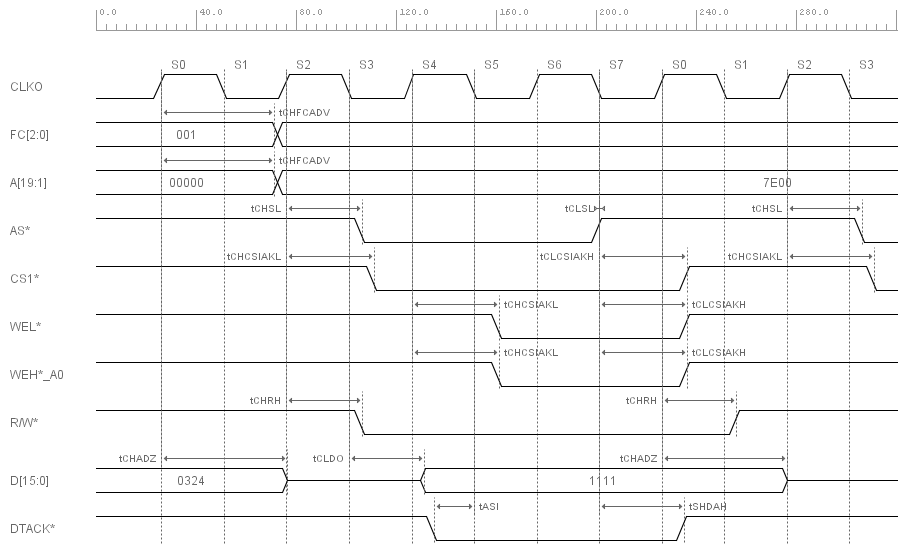 0.0 40.0 120.0 160.0 200.0 240.0 280.0
S0 S1 S2 S3 S4 S5 S6 S7 S0 S1 S2 S3
CLKO
tCHFCADV
FC[2:0] 001
tCHFCADV
A[19:1] 00000 7E00
tCHSL tCLSL tCHSL
AS*
tCHCSIAKL tCLCSIAKH tCHCSIAKL
CS1*
tCHCSIAKL tCLCSIAKH
WEL*
tCHCSIAKL tCLCSIAKH
WEH*_A0
tCHRH tCHRH
R/W*
tCHADZ tCLDO tCHADZ
D[15:0] 0324 1111
tASI tSHDAH
DTACK*